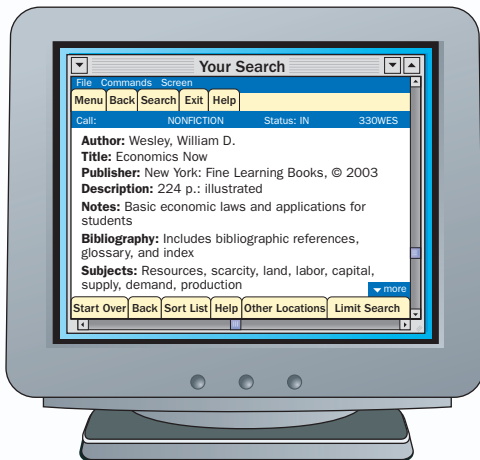 Your Search
File Commands Screen
Menu Back Search Exit Help
Call: NONFICTION Status: IN 330WES
Author: Wesley, William D.
Title: Economics Now
Publisher: New York: Fine Learning Books, © 2003
Description: 224 p.: illustrated
Notes: Basic economic laws and applications for
students
Bibliography: Includes bibliographic references,
glossary, and index
Subjects: Resources, scarcity, land, labor, capital,
supply, demand, production
more
Start Over Back Sort List Help Other Locations Limit Search